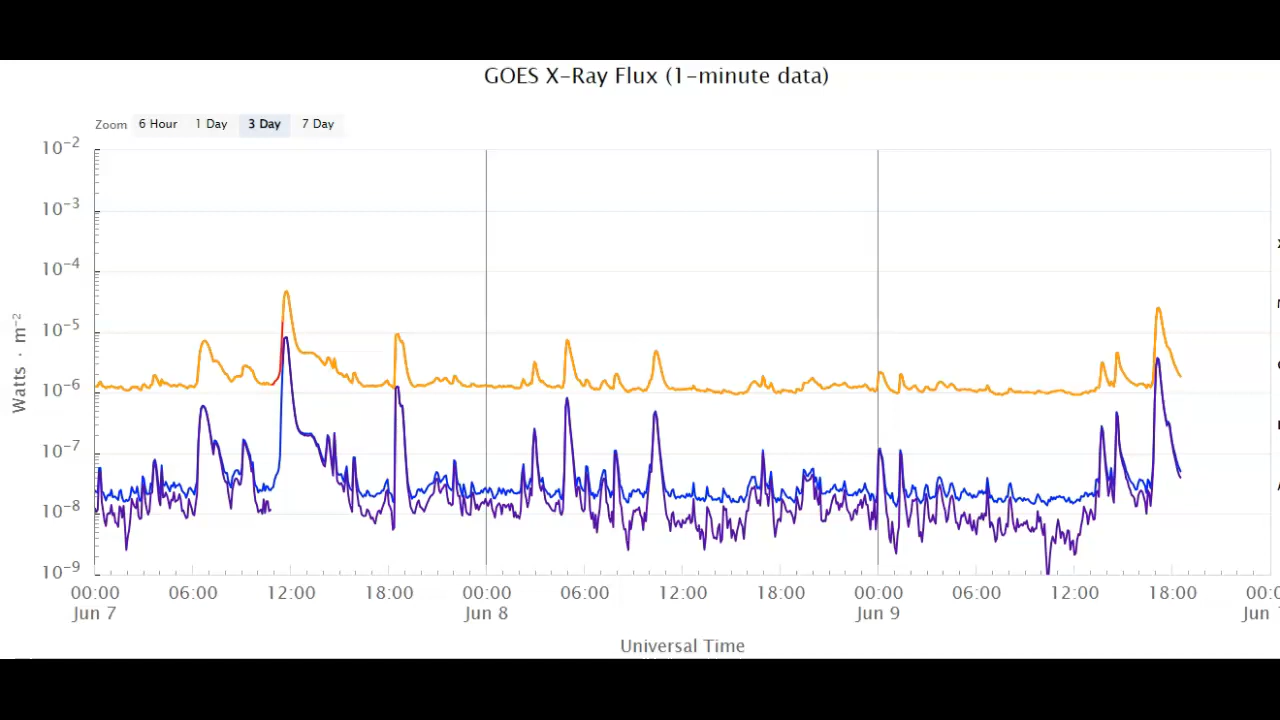 GOES X-Ray Flux (1-minute data)
Zoom 6 Hour 1 Day 3 Day 7 Day
10⁻²
10⁻³
10⁻⁴
10⁻⁵
10⁻⁶
10⁻⁷
10⁻⁸
10⁻⁹
Watts · m⁻²
00:00 06:00 12:00 18:00 00:00 06:00 12:00 18:00 00:00 06:00 12:00 18:00 00:0
Jun 7 Jun 8 Jun 9 Jun
Universal Time